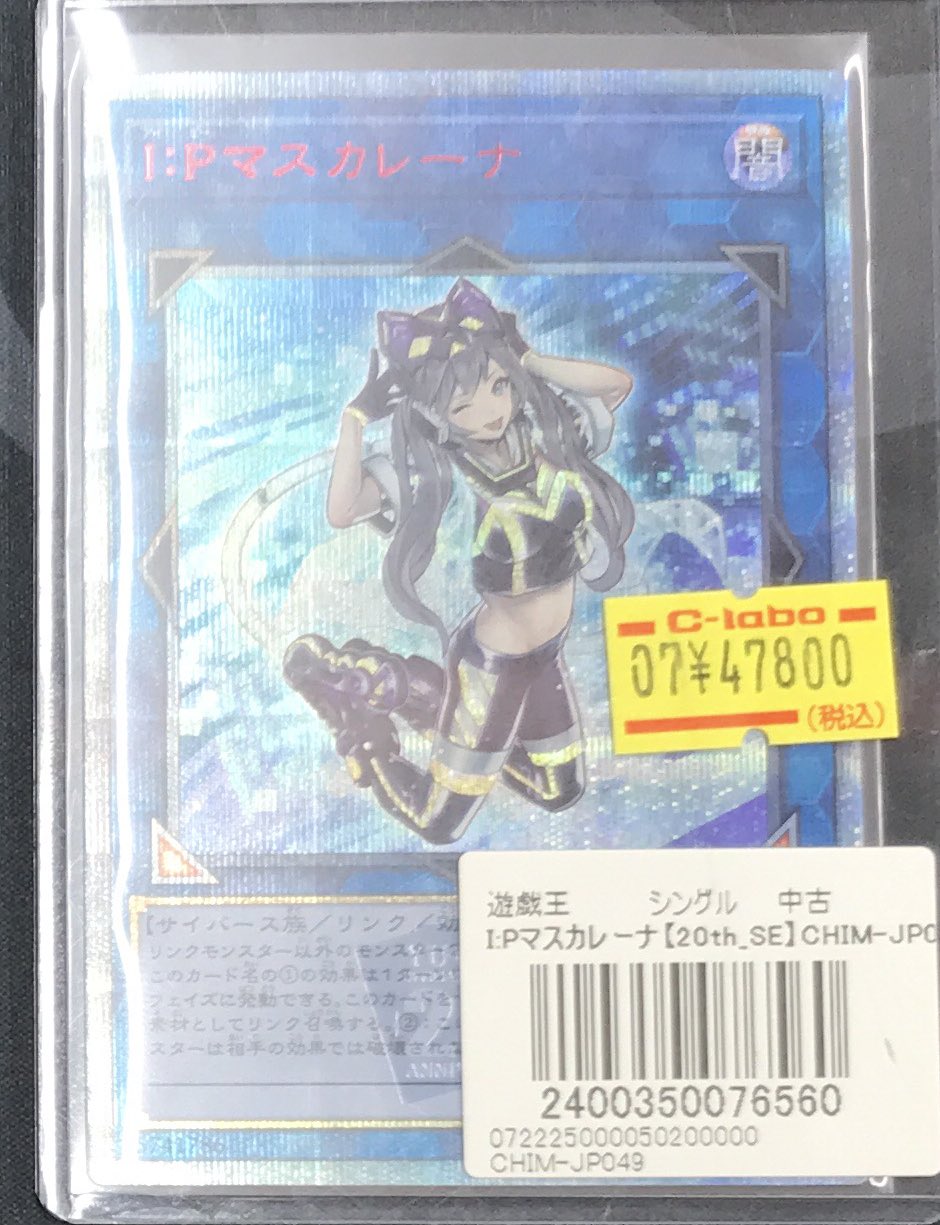 I:Pマスカレーナ
闇
C-labo
07¥47800
(税込)
【サイバース族/リンク/効
リンクモンスター以外のモンスター
このカード名の①の効果は1ター
フェイズに発動できる。このカードを
素材としてリンク召喚する。②:こ
スターは相手の効果では破壊され
遊戯王 シングル 中古
I:Pマスカレーナ【20th_SE】CHIM-JP0
2400350076560
072225000050200000
CHIM-JP049